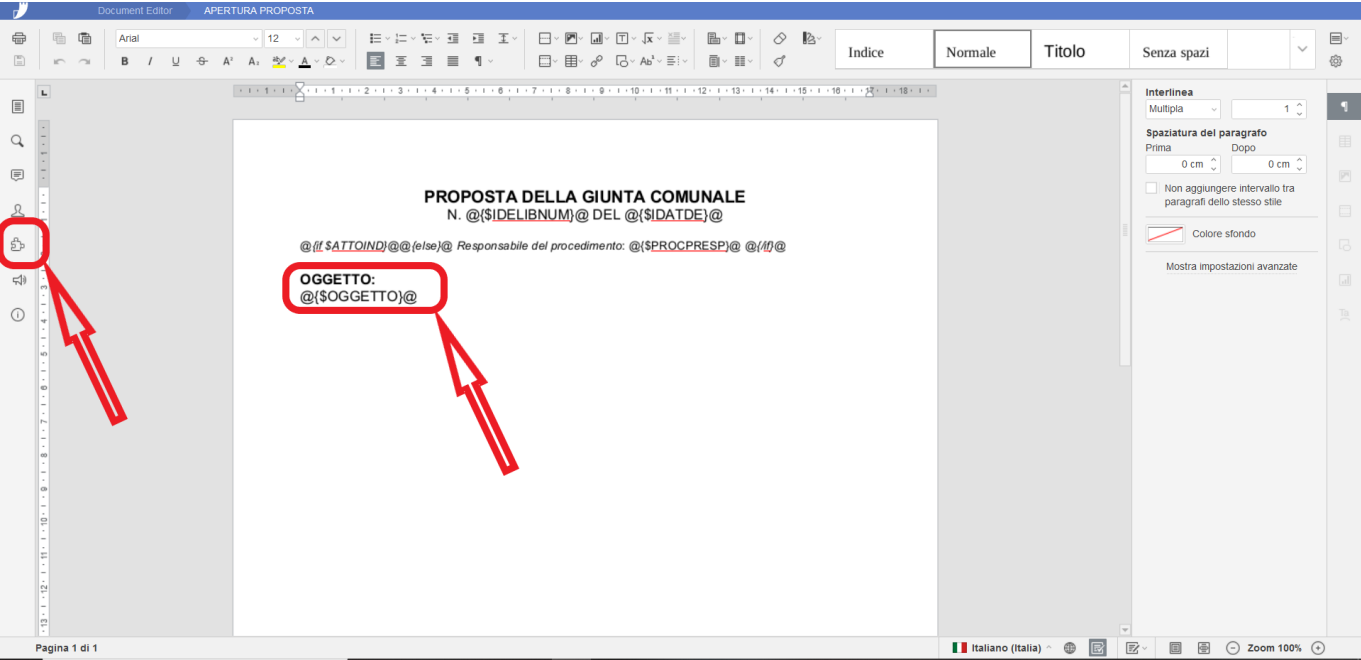 Document Editor APERTURA PROPOSTA
Arial 12
Indice Normale Titolo Senza spazi
Interlinea
Multipla 1
Spaziatura del paragrafo
Prima Dopo
0 cm 0 cm
Non aggiungere intervallo tra
paragrafi dello stesso stile
Colore sfondo
Mostra impostazioni avanzate
PROPOSTA DELLA GIUNTA COMUNALE
N. @{$IDELIBNUM}@ DEL @{$IDATDE}@
@{if $ATTOIND}@@{else}@ Responsabile del procedimento: @{$PROCPRESP}@ @{/if}@
OGGETTO:
@{$OGGETTO}@
Pagina 1 di 1 Italiano (Italia) Zoom 100%